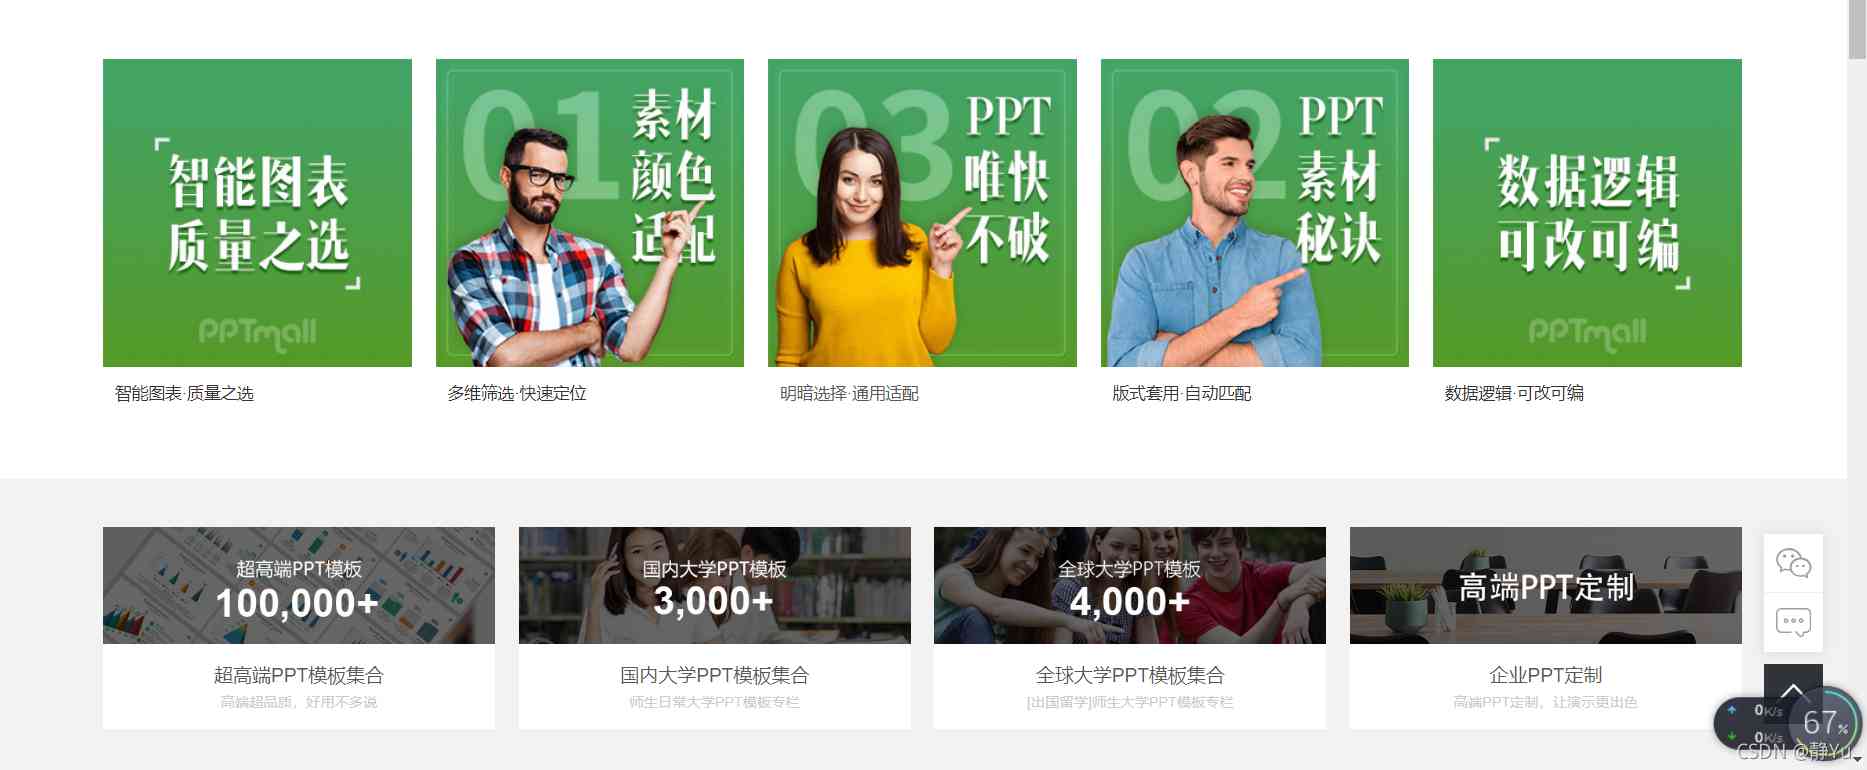 智能图表
质量之选
PPTmall
01
素材
颜色
适配
03
PPT
唯快
不破
02
PPT
素材
秘诀
数据逻辑
可改可编
PPTmall
智能图表·质量之选
多维筛选·快速定位
明暗选择·通用适配
版式套用·自动匹配
数据逻辑·可改可编
超高端PPT模板
100,000+
国内大学PPT模板
3,000+
全球大学PPT模板
4,000+
高端PPT定制
超高端PPT模板集合
高端超品质，好用不多说
国内大学PPT模板集合
师生日常大学PPT模板专栏
全球大学PPT模板集合
[出国留学]师生大学PPT模板专栏
企业PPT定制
高端PPT定制，让演示更出色
0K/s
0K/s
67%
CSDN @静Yu